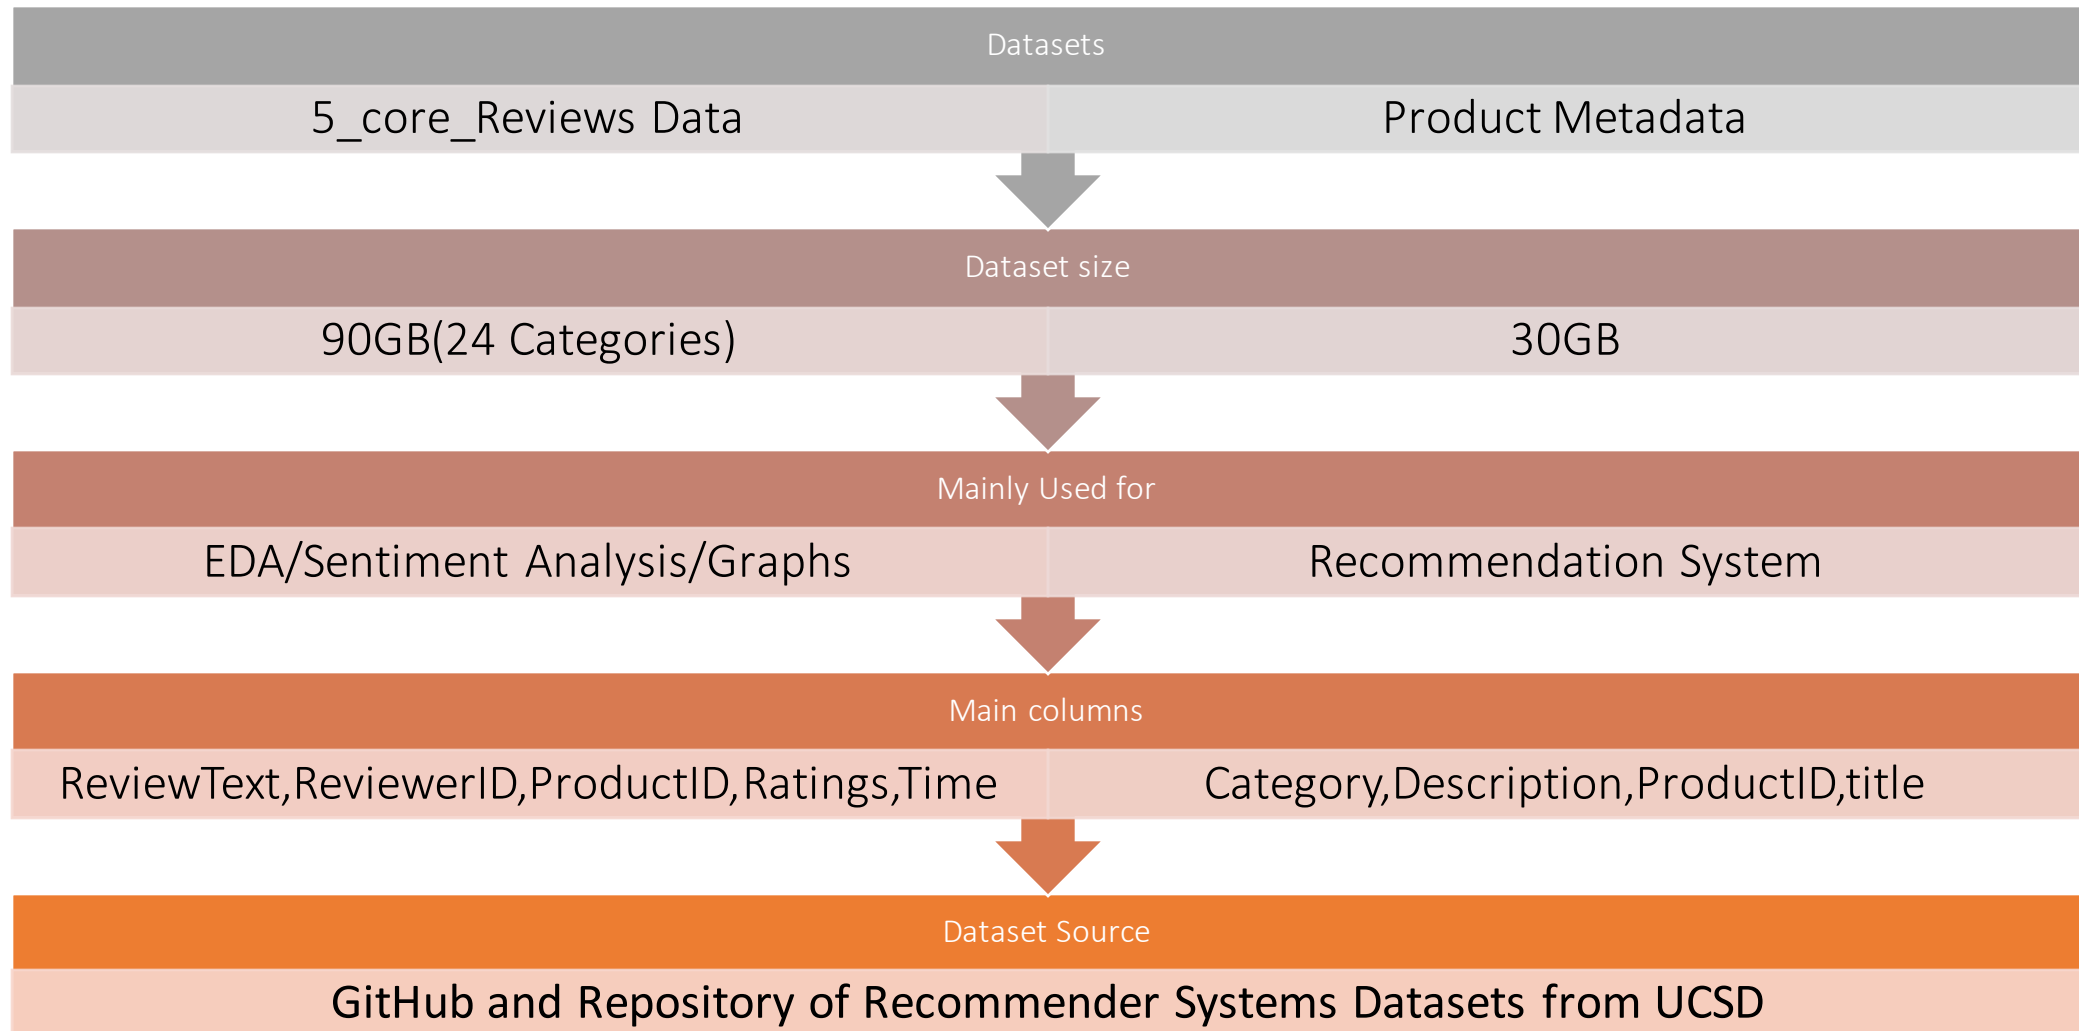 Datasets
5_core_Reviews Data
Product Metadata
Dataset size
90GB(24 Categories)
30GB
Mainly Used for
EDA/Sentiment Analysis/Graphs
Recommendation System
Main columns
ReviewText,ReviewerID,ProductID,Ratings,Time
Category,Description,ProductID,title
Dataset Source
GitHub and Repository of Recommender Systems Datasets from UCSD